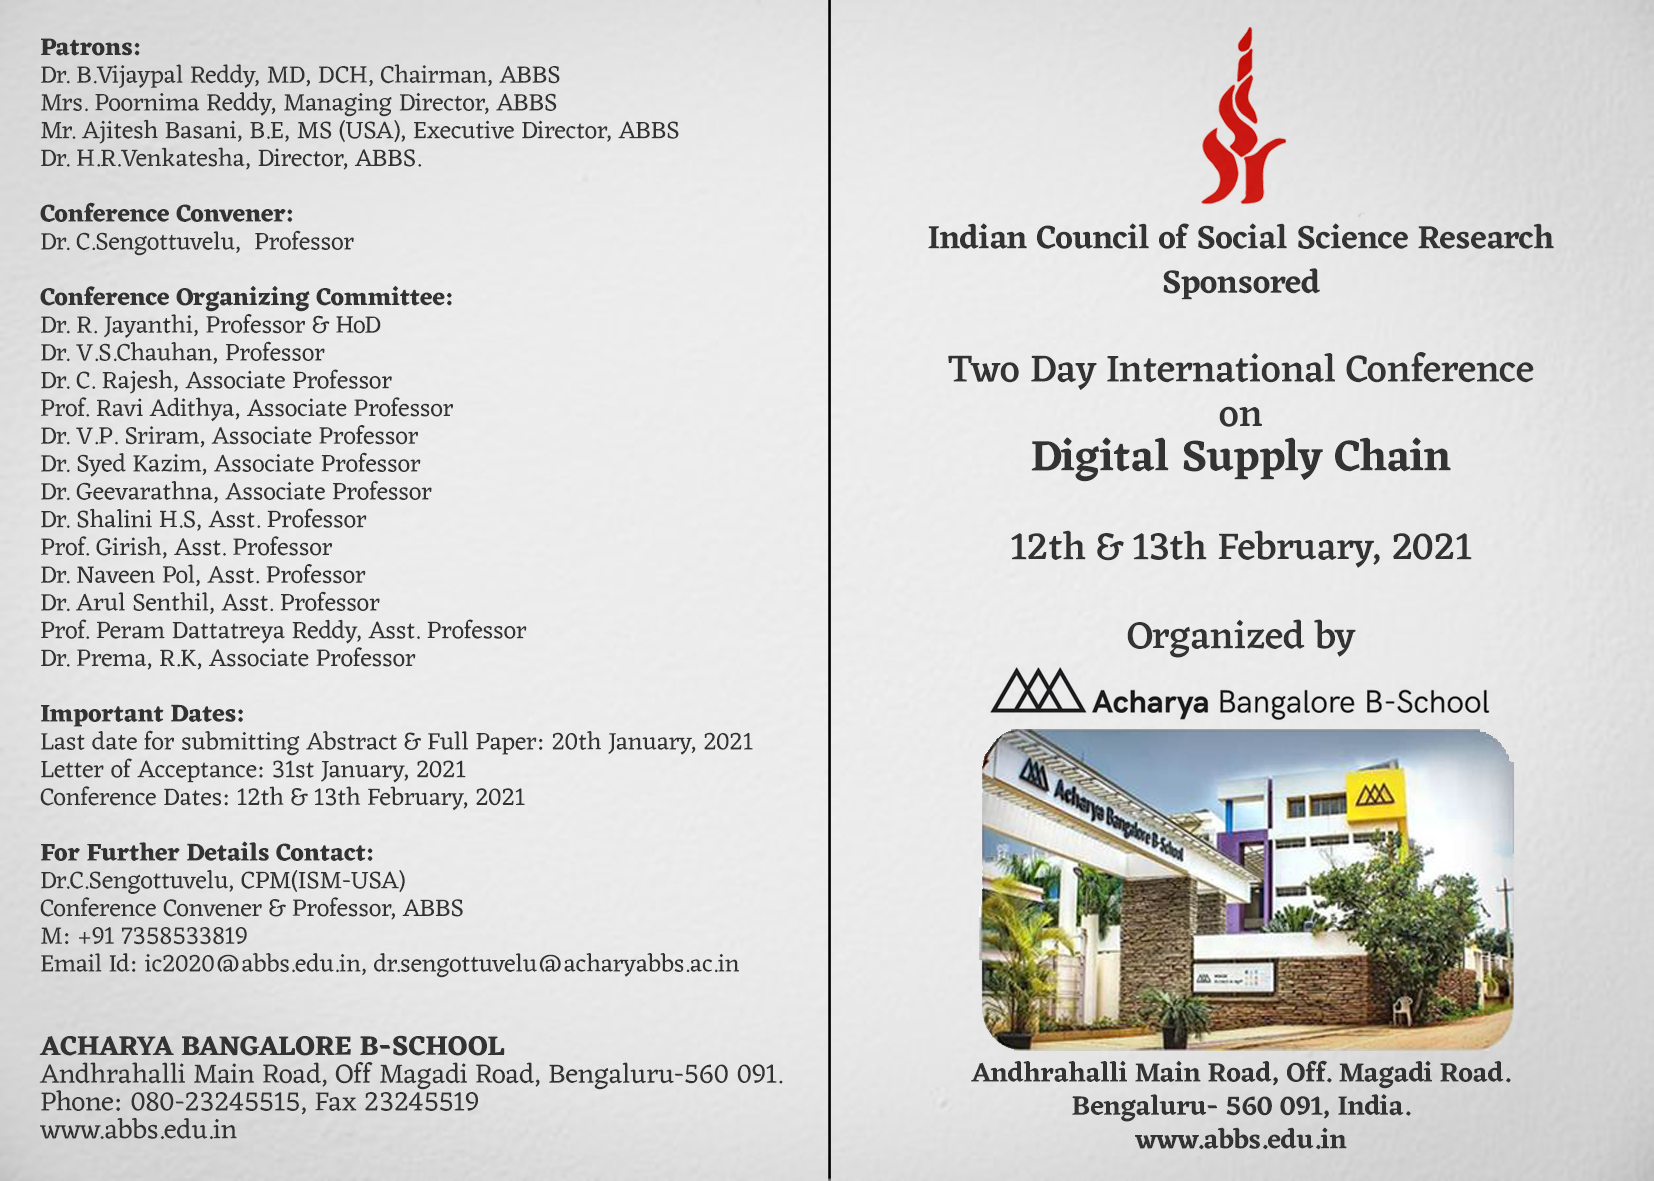 Patrons:
Dr. B.Vijaypal Reddy, MD, DCH, Chairman, ABBS
Mrs. Poornima Reddy, Managing Director, ABBS
Mr. Ajitesh Basani, B.E, MS (USA), Executive Director, ABBS
Dr. H.R.Venkatesha, Director, ABBS.
Conference Convener:
Dr. C.Sengottuvelu,  Professor
Conference Organizing Committee:
Dr. R. Jayanthi, Professor & HoD
Dr. V.S.Chauhan, Professor
Dr. C. Rajesh, Associate Professor
Prof. Ravi Adithya, Associate Professor
Dr. V.P. Sriram, Associate Professor
Dr. Syed Kazim, Associate Professor
Dr. Geevarathna, Associate Professor
Dr. Shalini H.S, Asst. Professor
Prof. Girish, Asst. Professor
Dr. Naveen Pol, Asst. Professor
Dr. Arul Senthil, Asst. Professor
Prof. Peram Dattatreya Reddy, Asst. Professor
Dr. Prema, R.K, Associate Professor
Important Dates:
Last date for submitting Abstract & Full Paper: 20th January, 2021
Letter of Acceptance: 31st January, 2021
Conference Dates: 12th & 13th February, 2021
For Further Details Contact:
Dr.C.Sengottuvelu, CPM(ISM-USA)
Conference Convener & Professor, ABBS
M: +91 7358533819
Email Id: ic2020@abbs.edu.in, dr.sengottuvelu@acharyabbs.ac.in
ACHARYA BANGALORE B-SCHOOL
Andhrahalli Main Road, Off Magadi Road, Bengaluru-560 091.
Phone: 080-23245515, Fax 23245519
www.abbs.edu.in
Indian Council of Social Science Research
Sponsored
Two Day International Conference
on
Digital Supply Chain
12th & 13th February, 2021
Organized by
Acharya Bangalore B-School
Acharya Bangalore B-School
Andhrahalli Main Road, Off. Magadi Road.
Bengaluru- 560 091, India.
www.abbs.edu.in